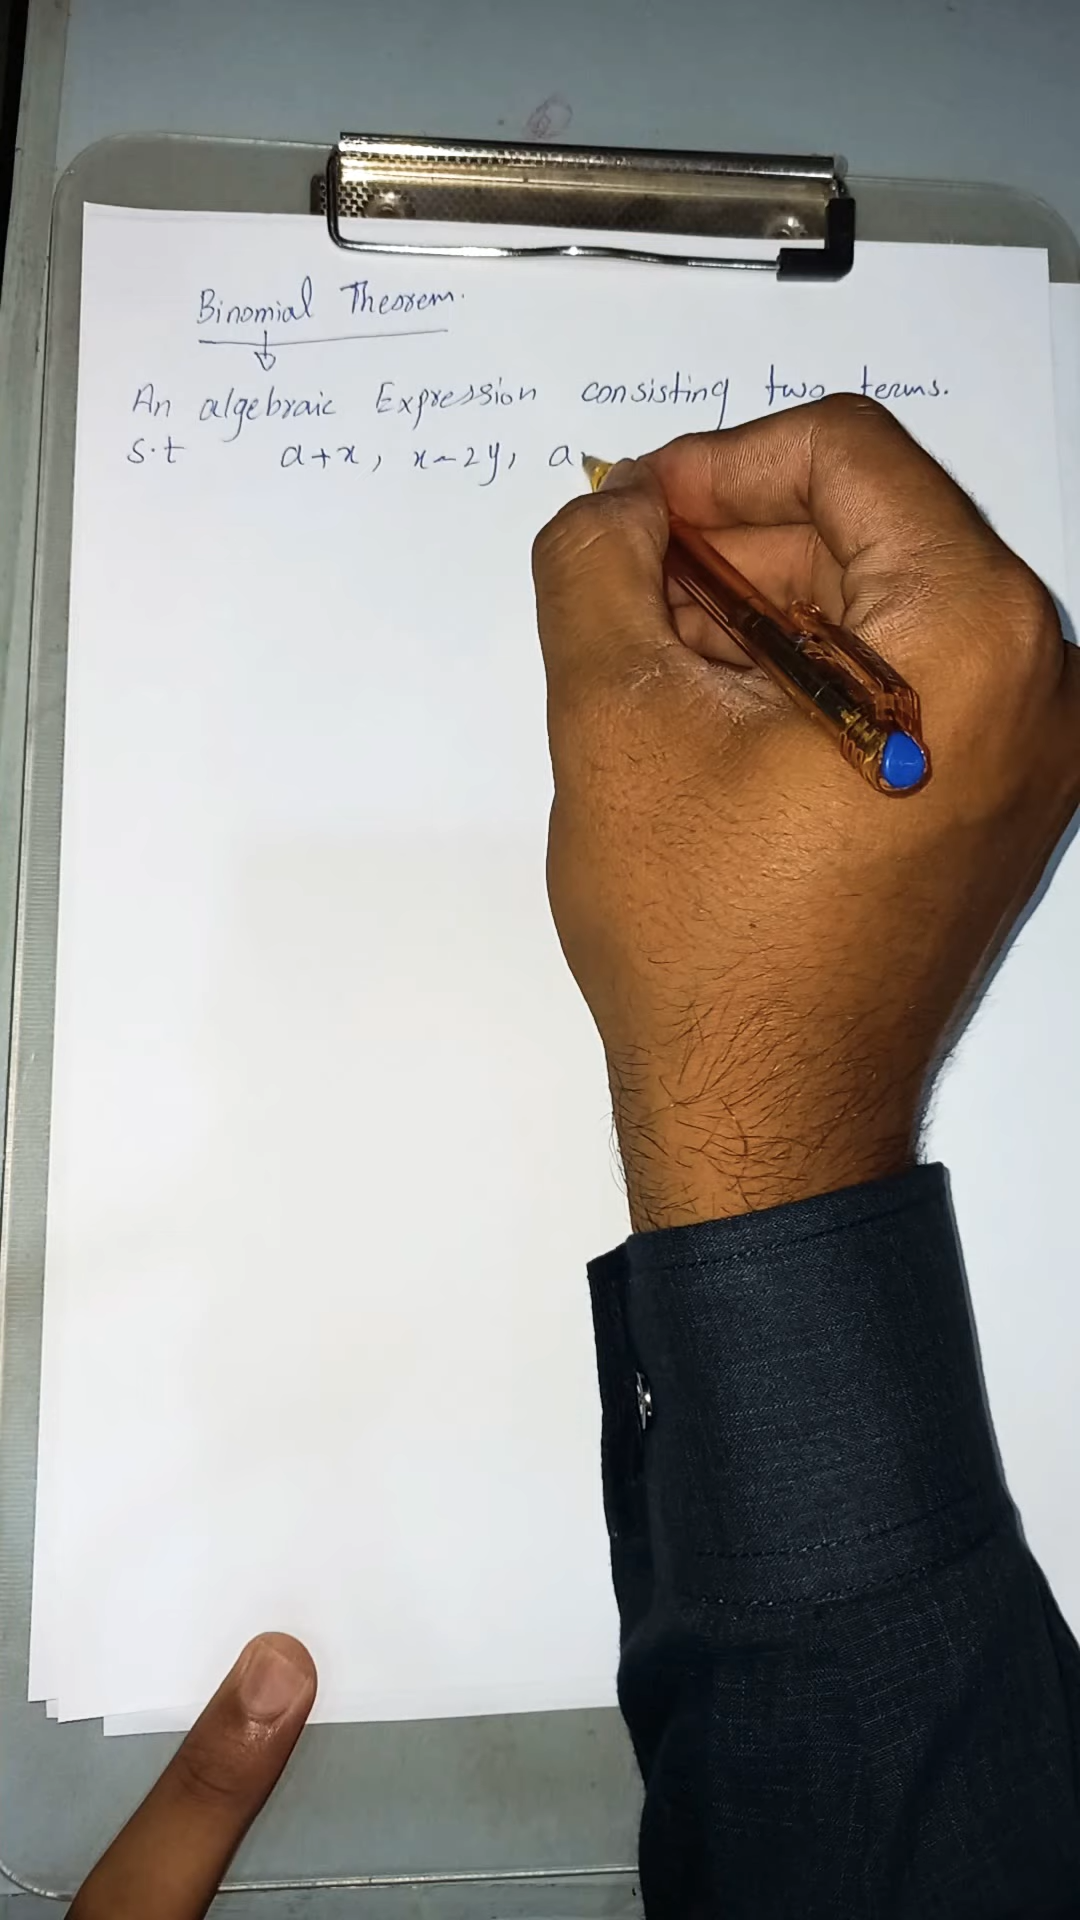 Binomial Theorem.
An algebraic Expression consisting two terms.
s.t a+x, x-2y, a